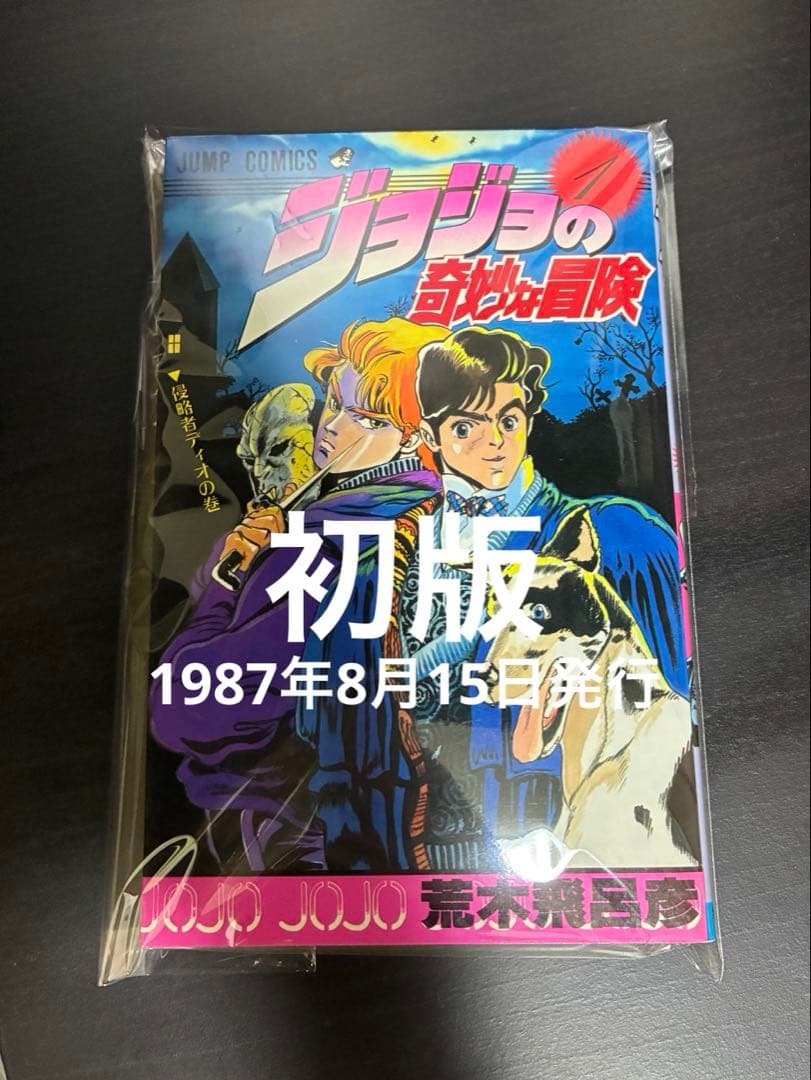 JUMP COMICS
1
ジョジョの
奇妙な冒険
▼侵略者ディオの巻
初版
1987年8月15日発行
JOJO JOJO 荒木飛呂彦